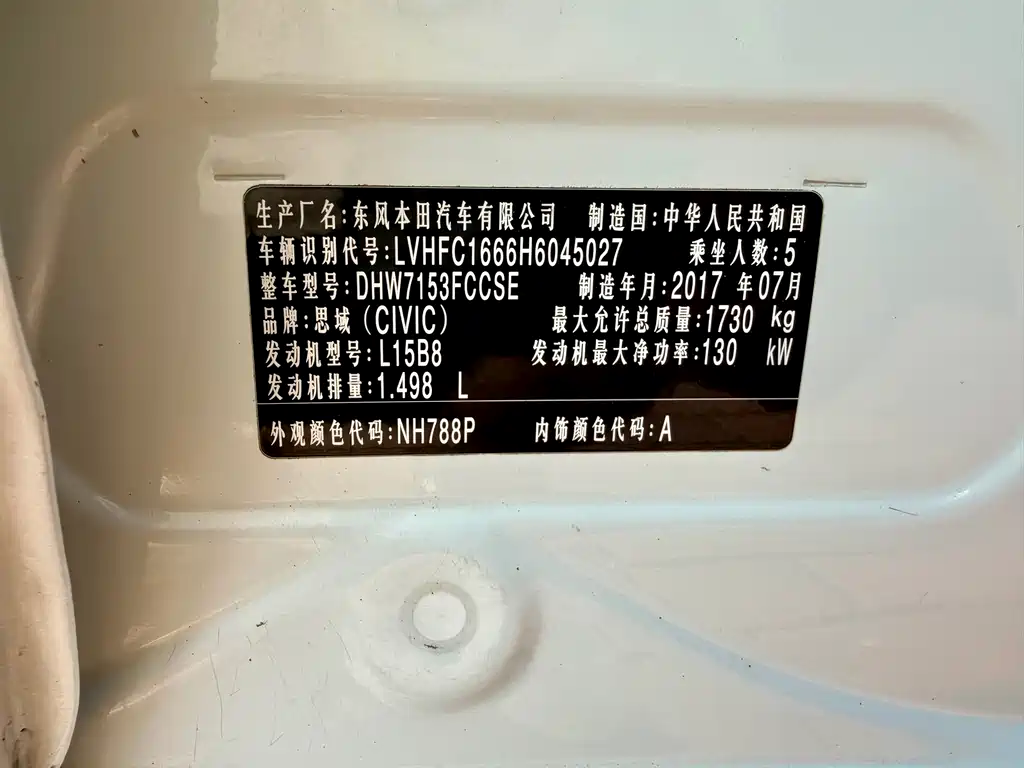 生产厂名:东风本田汽车有限公司 制造国:中华人民共和国
车辆识别代号:LVHFC1666H6045027 乘坐人数:5
整车型号:DHW7153FCCSE 制造年月:2017 年07月
品牌:思域(CIVIC) 最大允许总质量:1730 kg
发动机型号:L15B8 发动机最大净功率:130 kW
发动机排量:1.498 L
外观颜色代码:NH788P 内饰颜色代码:A